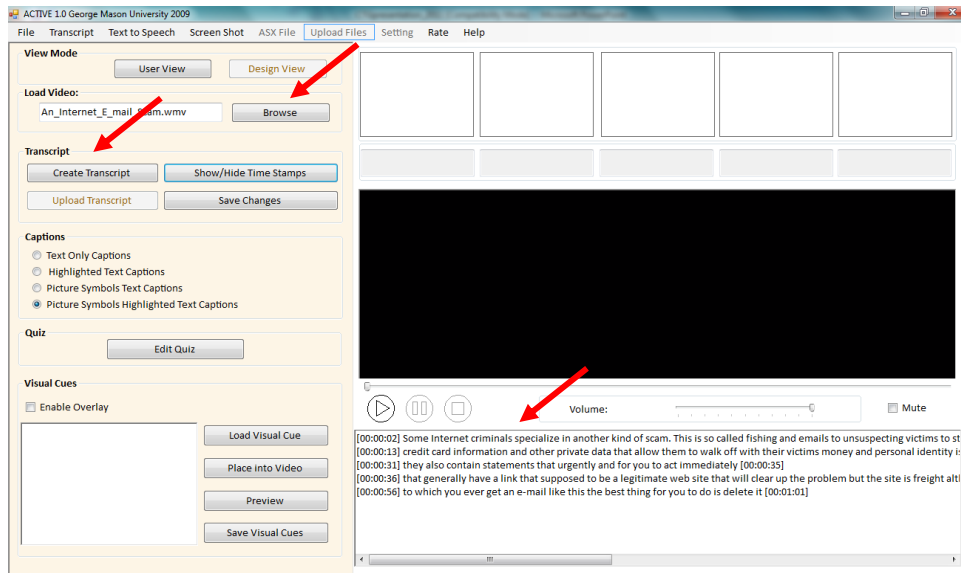 ACTIVE 1.0 George Mason University 2009
File Transcript Text to Speech Screen Shot ASX File Upload Files Setting Rate Help
View Mode
User View Design View
Load Video:
An_Internet_E_mail_Scam.wmv Browse
Transcript
Create Transcript Show/Hide Time Stamps
Upload Transcript Save Changes
Captions
Text Only Captions
Highlighted Text Captions
Picture Symbols Text Captions
Picture Symbols Highlighted Text Captions
Quiz
Edit Quiz
Visual Cues
Enable Overlay
Load Visual Cue
Place into Video
Preview
Save Visual Cues
Volume: Mute
[00:00:02] Some Internet criminals specialize in another kind of scam. This is so called fishing and emails to unsuspecting victims to st
[00:00:13] credit card information and other private data that allow them to walk off with their victims money and personal identity i
[00:00:31] they also contain statements that urgently and for you to act immediately [00:00:35]
[00:00:36] that generally have a link that supposed to be a legitimate web site that will clear up the problem but the site is freight alt
[00:00:56] to which you ever get an e-mail like this the best thing for you to do is delete it [00:01:01]